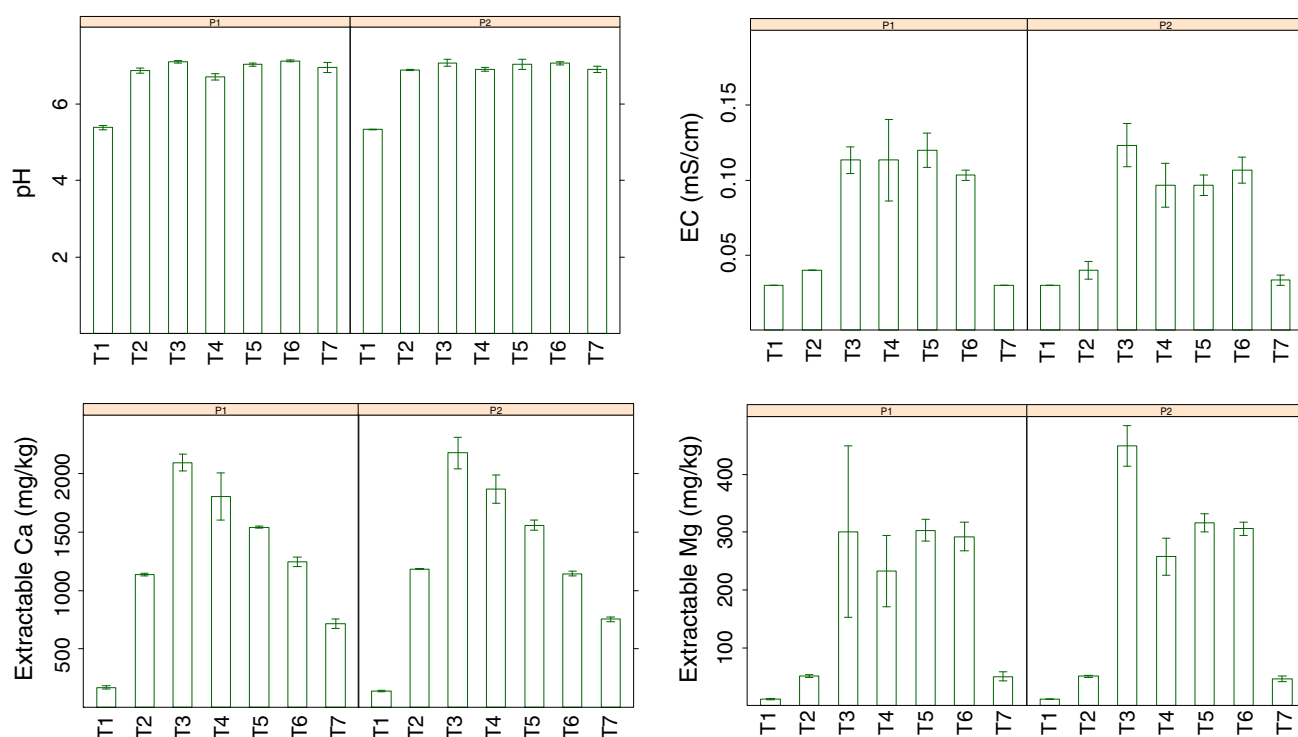 P1 P2
pH
6
4
2
T1 T2 T3 T4 T5 T6 T7 T1 T2 T3 T4 T5 T6 T7
P1 P2
EC (mS/cm)
0.15
0.10
0.05
T1 T2 T3 T4 T5 T6 T7 T1 T2 T3 T4 T5 T6 T7
P1 P2
Extractable Ca (mg/kg)
2000
1500
1000
500
T1 T2 T3 T4 T5 T6 T7 T1 T2 T3 T4 T5 T6 T7
P1 P2
Extractable Mg (mg/kg)
400
300
200
100
T1 T2 T3 T4 T5 T6 T7 T1 T2 T3 T4 T5 T6 T7